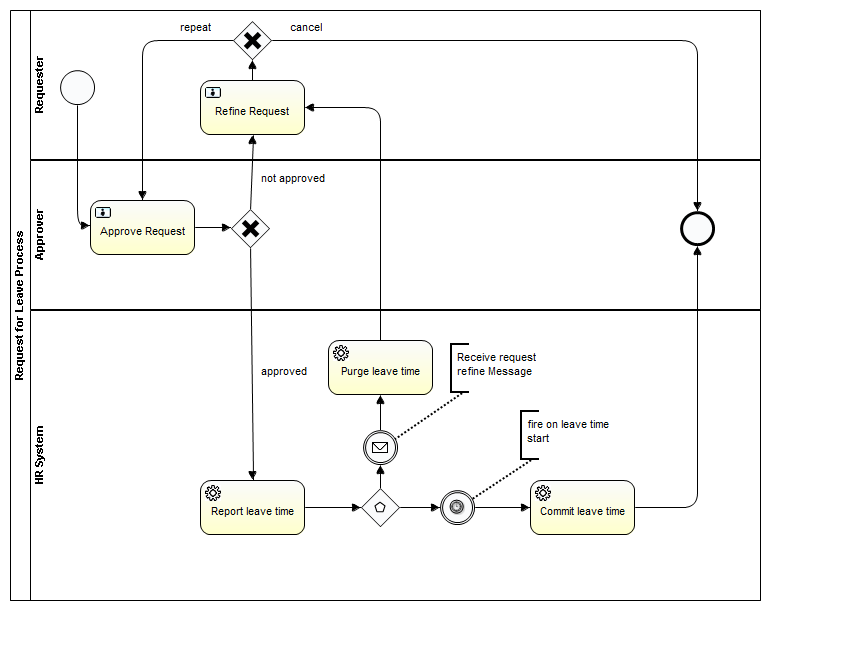 Request for Leave Process
Requester
repeat
cancel
Refine Request
Approver
not approved
Approve Request
HR System
approved
Purge leave time
Receive request
refine Message
fire on leave time
start
Report leave time
Commit leave time